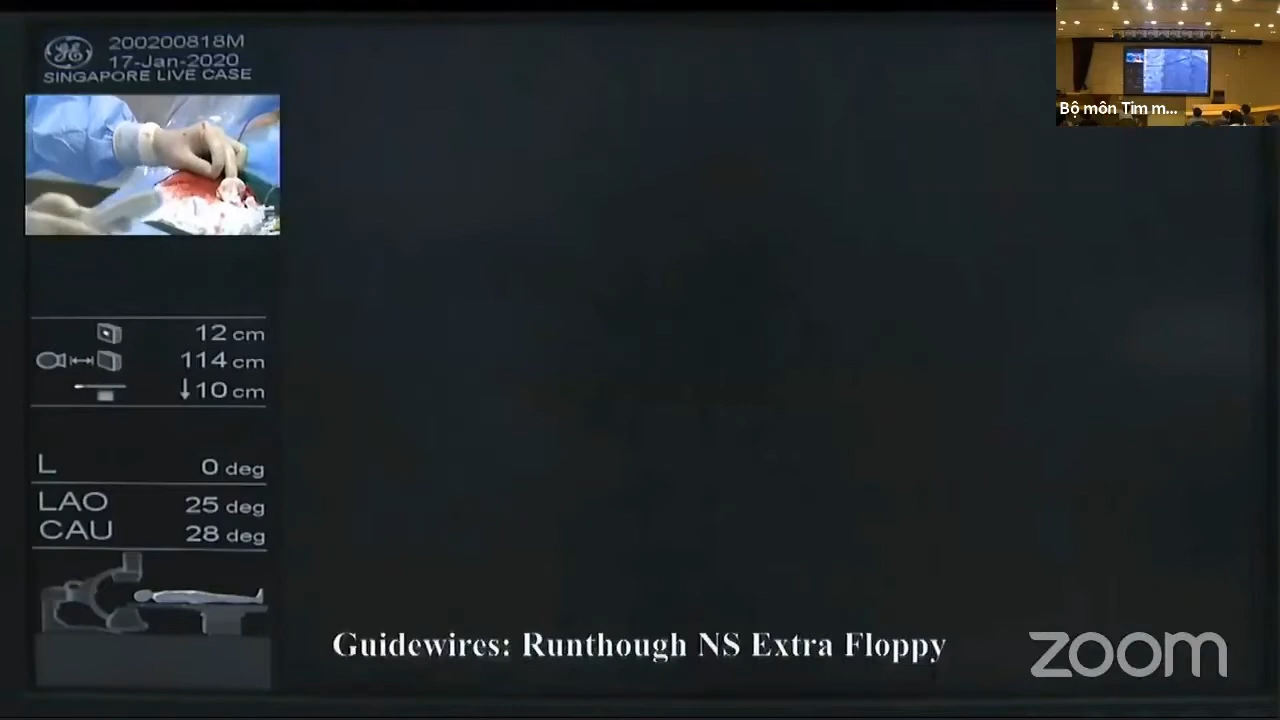 200200818M
17-Jan-2020
SINGAPORE LIVE CASE
Bộ môn Tim m...
12 cm
114 cm
↓10 cm
L 0 deg
LAO 25 deg
CAU 28 deg
Guidewires: Runthough NS Extra Floppy
zoom